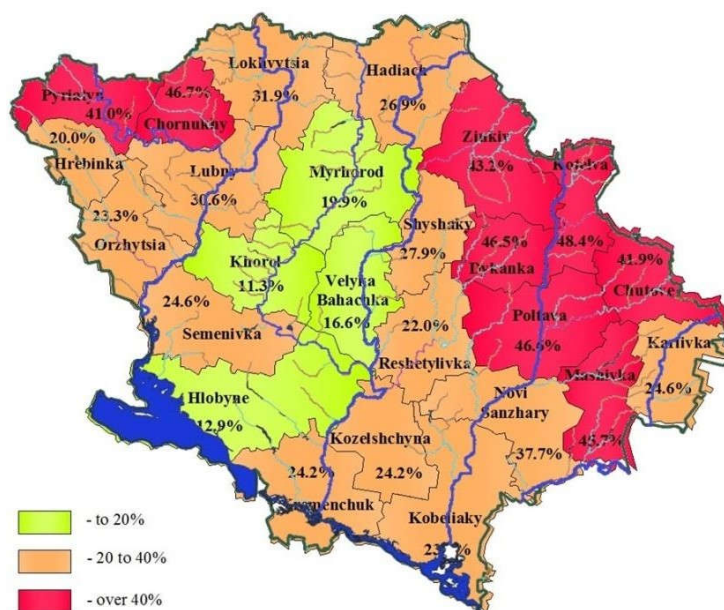 Lokhvytsia
31.9%
Hadiach
26.9%
Pyriatyn
41.0%
46.7%
Chornukhy
20.0%
Hrebinka
Lubny
30.6%
Myrhorod
19.9%
Zinkiv
43.2%
Kotelva
48.4%
23.3%
Orzhytsia
Shyshaky
27.9%
46.5%
Dykanka
41.9%
Chutove
Khorol
11.3%
Velyka
Bahachka
16.6%
24.6%
Semenivka
22.0%
Reshetylivka
Poltava
46.6%
Karlivka
24.6%
Mashivka
45.7%
Hlobyne
12.9%
Novi
Sanzhary
37.7%
Kozelshchyna
24.2%
24.2%
Kremenchuk
Kobeliaky
- to 20%
- 20 to 40%
- over 40%